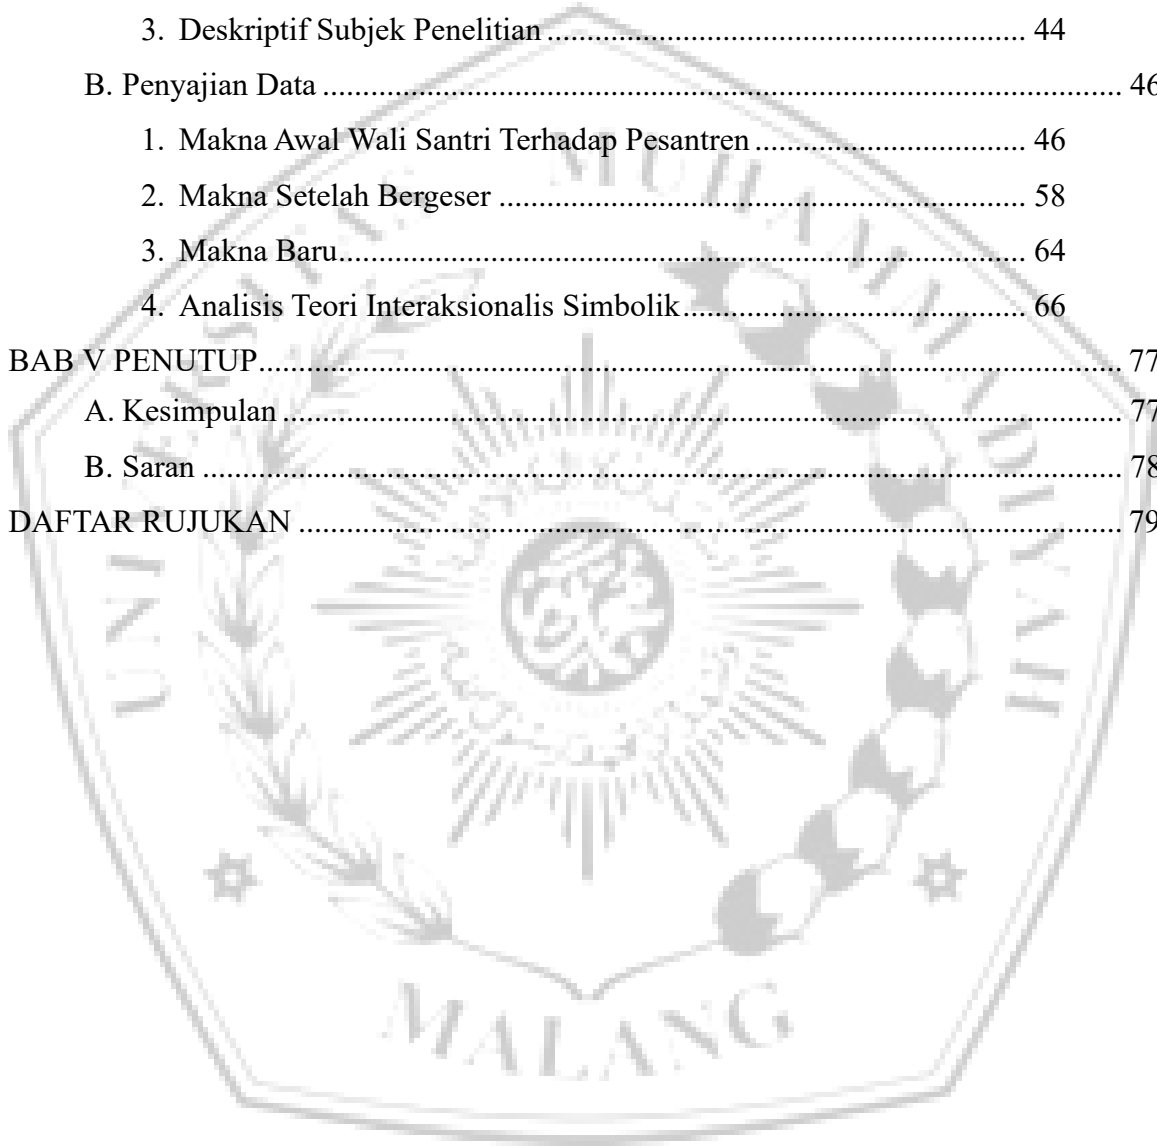 3. Deskriptif Subjek Penelitian ............................................................ 44
B. Penyajian Data .................................................................................................... 46
1. Makna Awal Wali Santri Terhadap Pesantren .................................. 46
2. Makna Setelah Bergeser .................................................................. 58
3. Makna Baru...................................................................................... 64
4. Analisis Teori Interaksionalis Simbolik........................................... 66
BAB V PENUTUP............................................................................................................ 77
A. Kesimpulan ......................................................................................................... 77
B. Saran ................................................................................................................... 78
DAFTAR RUJUKAN ....................................................................................................... 79
UNIVERSITAS MUHAMMADIYAH
MALANG